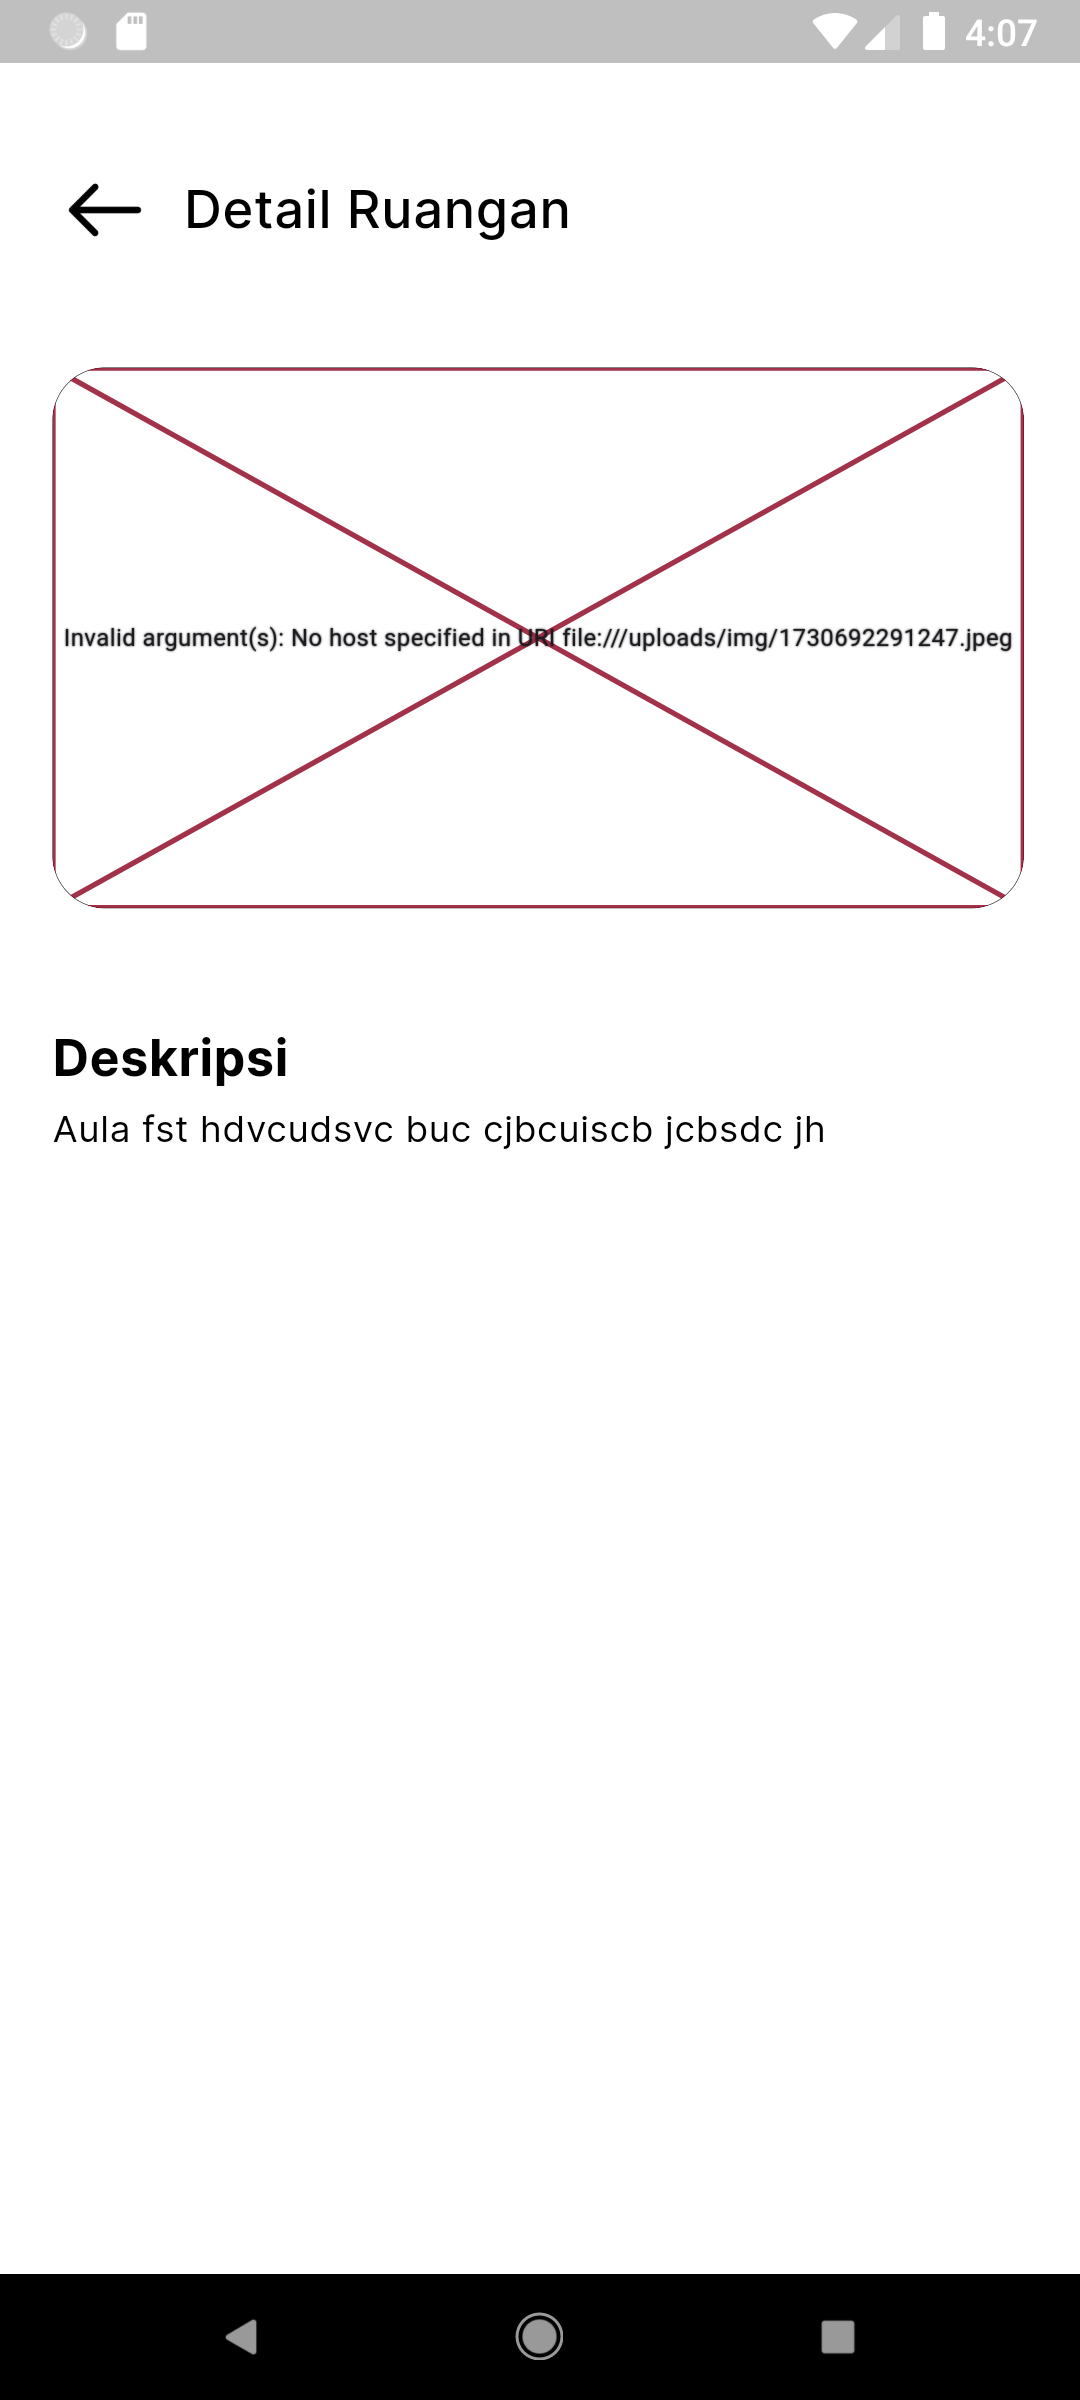 4:07
Detail Ruangan
Invalid argument(s): No host specified in URI file:///uploads/img/1730692291247.jpeg
Deskripsi
Aula fst hdvcudsvc buc cjbcuiscb jcbsdc jh